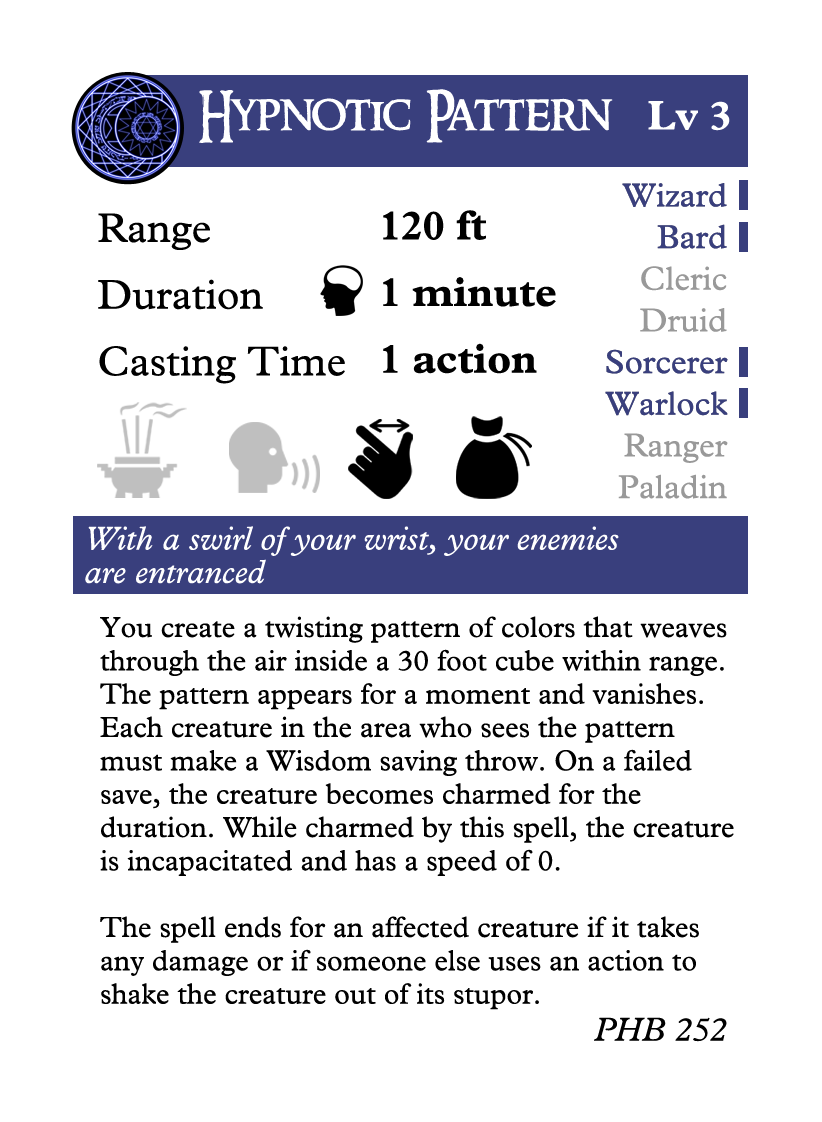 Hypnotic Pattern Lv 3
Range 120 ft
Duration 1 minute
Casting Time 1 action
Wizard
Bard
Cleric
Druid
Sorcerer
Warlock
Ranger
Paladin
With a swirl of your wrist, your enemies
are entranced
You create a twisting pattern of colors that weaves
through the air inside a 30 foot cube within range.
The pattern appears for a moment and vanishes.
Each creature in the area who sees the pattern
must make a Wisdom saving throw. On a failed
save, the creature becomes charmed for the
duration. While charmed by this spell, the creature
is incapacitated and has a speed of 0.
The spell ends for an affected creature if it takes
any damage or if someone else uses an action to
shake the creature out of its stupor.
PHB 252